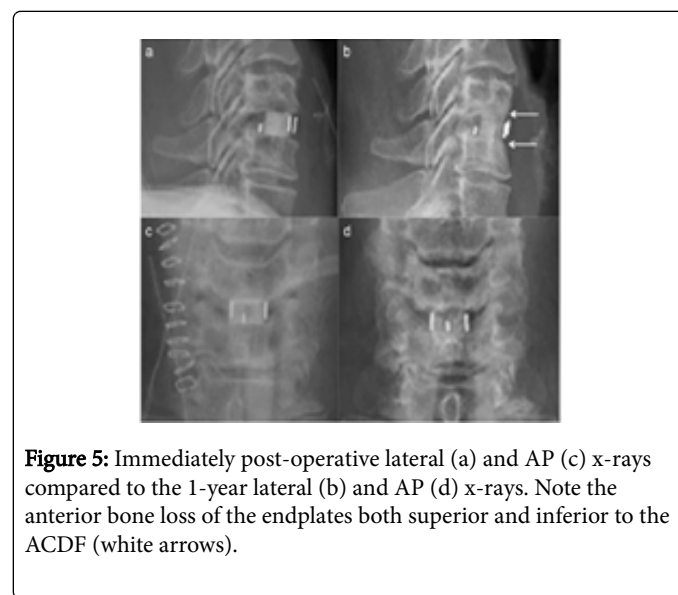 a
b
c
d
Figure 5: Immediately post-operative lateral (a) and AP (c) x-rays
compared to the 1-year lateral (b) and AP (d) x-rays. Note the
anterior bone loss of the endplates both superior and inferior to the
ACDF (white arrows).